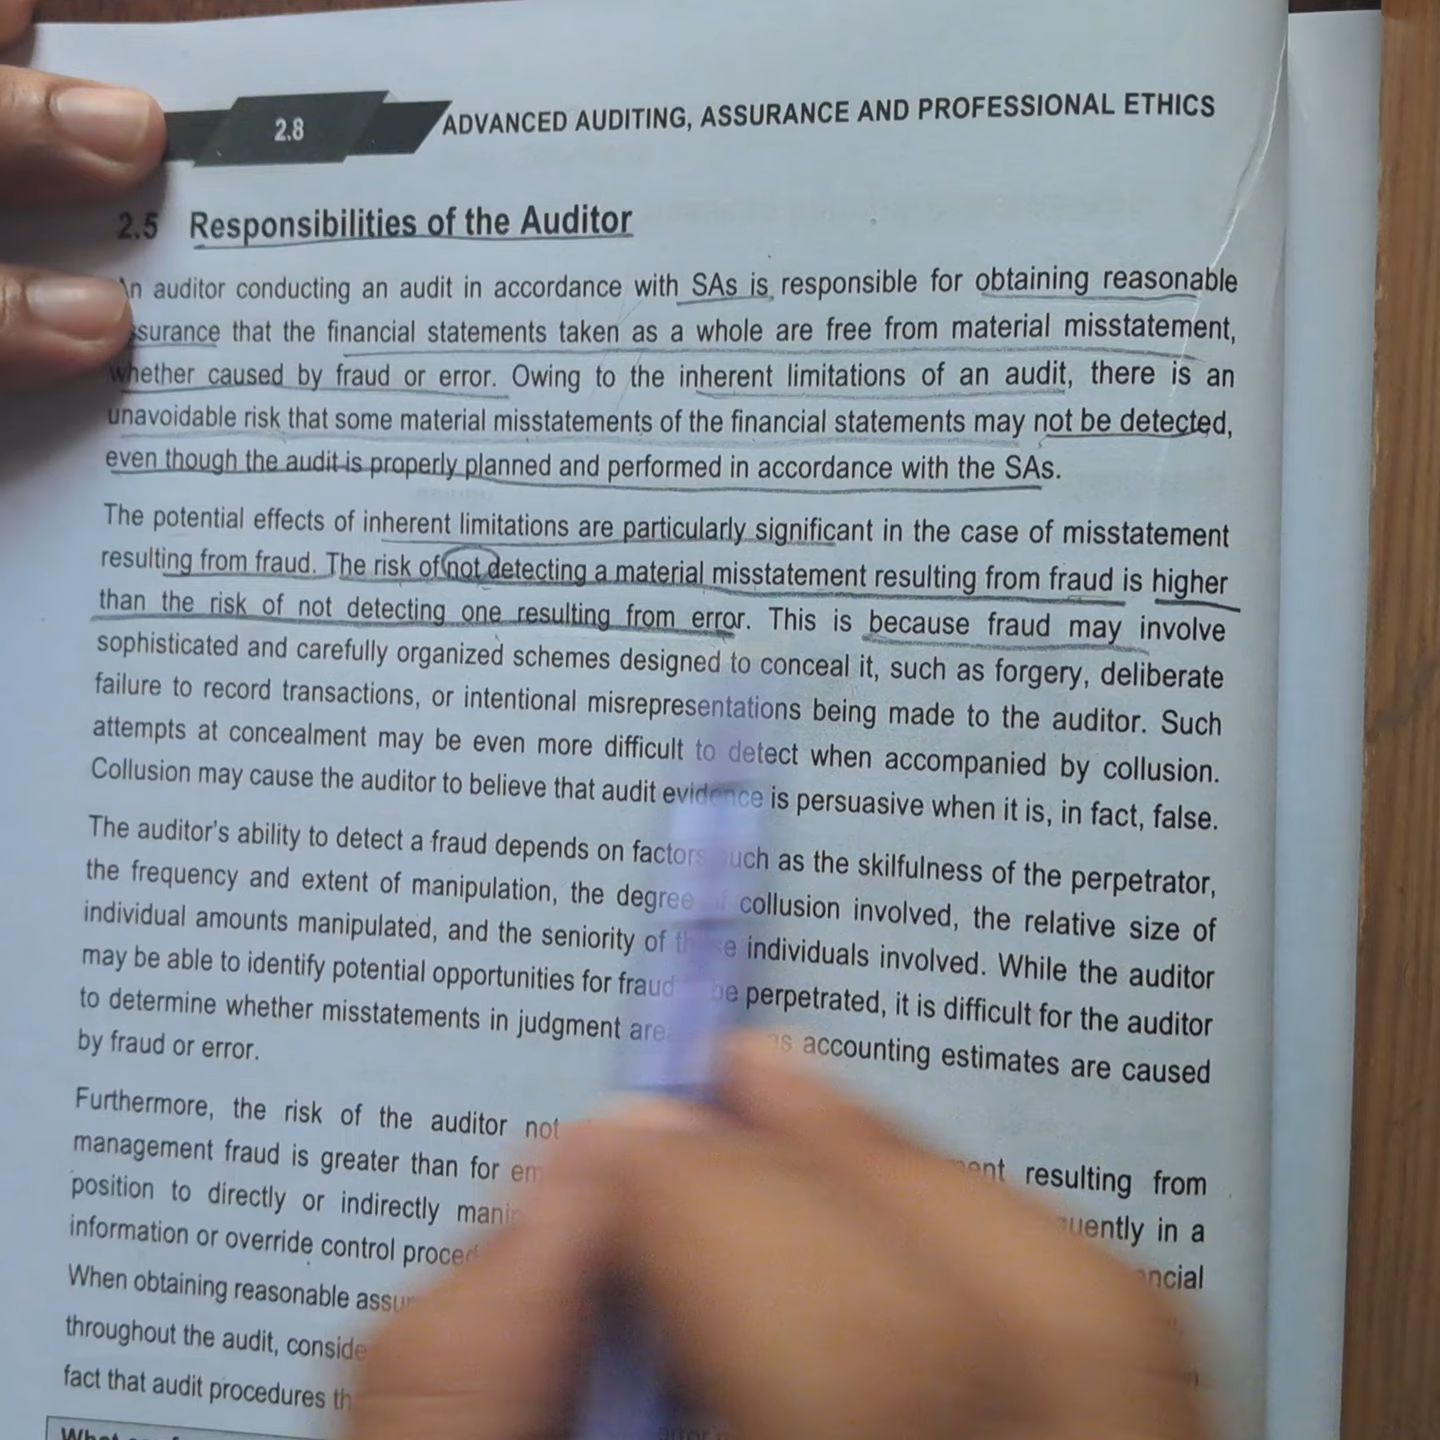 2.8
ADVANCED AUDITING, ASSURANCE AND PROFESSIONAL ETHICS
2.5 Responsibilities of the Auditor
An auditor conducting an audit in accordance with SAs is responsible for obtaining reasonable
assurance that the financial statements taken as a whole are free from material misstatement,
whether caused by fraud or error. Owing to the inherent limitations of an audit, there is an
unavoidable risk that some material misstatements of the financial statements may not be detected,
even though the audit is properly planned and performed in accordance with the SAs.
The potential effects of inherent limitations are particularly significant in the case of misstatement
resulting from fraud. The risk of not detecting a material misstatement resulting from fraud is higher
than the risk of not detecting one resulting from error. This is because fraud may involve
sophisticated and carefully organized schemes designed to conceal it, such as forgery, deliberate
failure to record transactions, or intentional misrepresentations being made to the auditor. Such
attempts at concealment may be even more difficult to detect when accompanied by collusion.
Collusion may cause the auditor to believe that audit evidence is persuasive when it is, in fact, false.
The auditor's ability to detect a fraud depends on factors such as the skilfulness of the perpetrator,
the frequency and extent of manipulation, the degree of collusion involved, the relative size of
individual amounts manipulated, and the seniority of those individuals involved. While the auditor
may be able to identify potential opportunities for fraud be perpetrated, it is difficult for the auditor
to determine whether misstatements in judgment as accounting estimates are caused
by fraud or error.
Furthermore, the risk of the auditor not resulting from
management fraud is greater than for in a
position to directly or indirectly
information or override control
When obtaining reasonable
throughout the audit,
fact that audit procedures